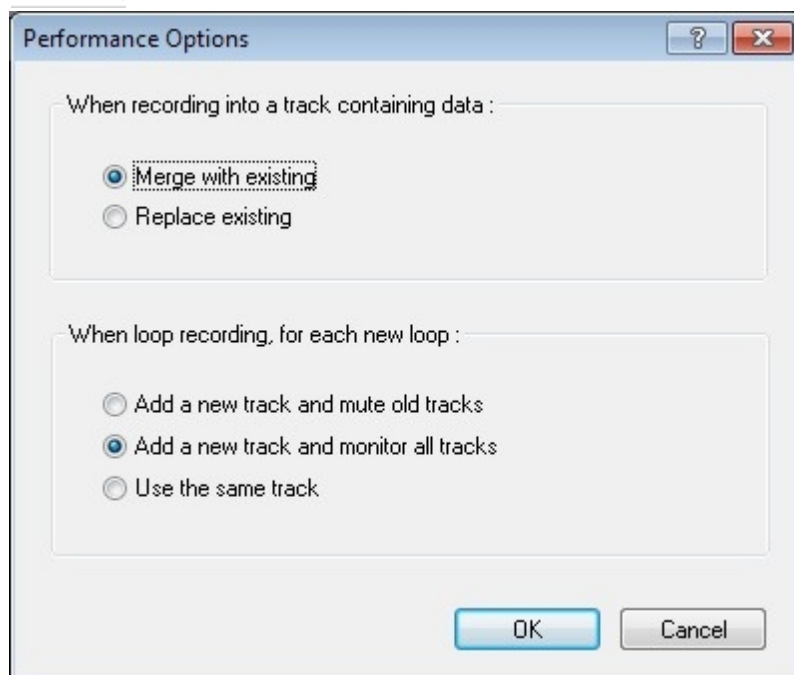 Performance Options
?
When recording into a track containing data :
Merge with existing
Replace existing
When loop recording, for each new loop :
Add a new track and mute old tracks
Add a new track and monitor all tracks
Use the same track
OK Cancel